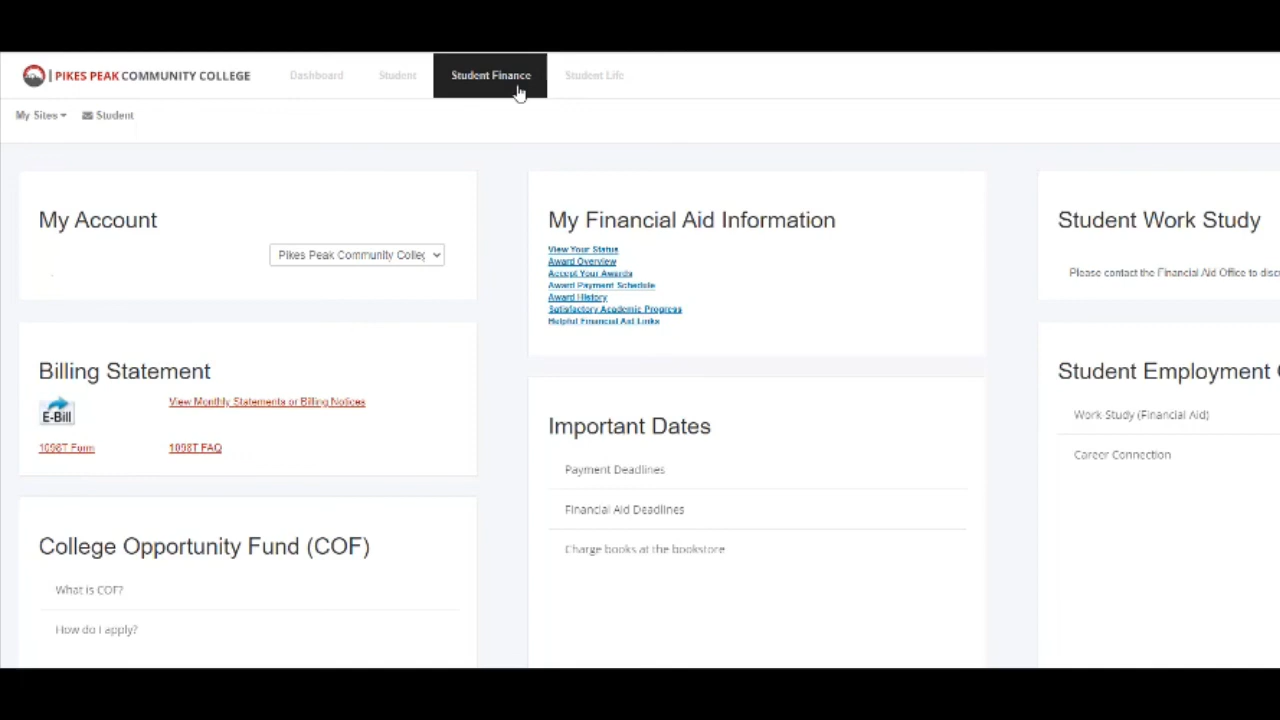 PIKES PEAK COMMUNITY COLLEGE Dashboard Student Student Finance Student Life
My Sites Student
My Account
Pikes Peak Community Colleg
Billing Statement
E-Bill View Monthly Statements or Billing Notices
1098T Form 1098T FAQ
College Opportunity Fund (COF)
What is COF?
How do I apply?
My Financial Aid Information
View Your Status
Award Overview
Accept Your Awards
Award Payment Schedule
Award History
Satisfactory Academic Progress
Helpful Financial Aid Links
Important Dates
Payment Deadlines
Financial Aid Deadlines
Charge books at the bookstore
Student Work Study
Please contact the Financial Aid Office to disc
Student Employment
Work Study (Financial Aid)
Career Connection